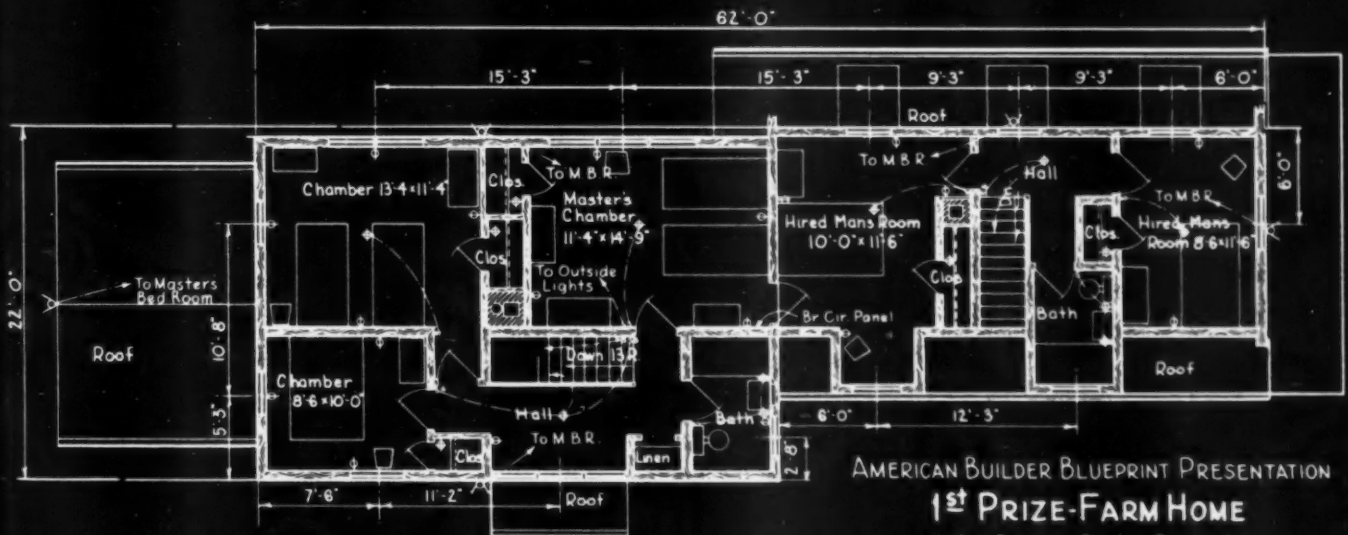 62'-0"
15'-3" 15'-3" 9'-3" 9'-3" 6'-0"
Roof
22'-0"
6'-0"
To M.B.R.
Hall
Chamber 13'-4"x11'-4"
Clos.
To M.B.R.
Master's
Chamber
11'-4"x14'-9"
To M.B.R.
Dn
Hired Mans Room
10'-0"x11'-6"
Clos.
Hired Mans
Room 8'-6"x11'-6"
Clos.
Clos
To Outside
Lights
To Masters
Bed Room
Bath
Br. Cir. Panel
10'-8"
Roof
Down 13 R.
Roof
Chamber
8'-6"x10'-0"
5'-3"
Hall
Bath
6'-0" 12'-3"
To M.B.R.
Clos.
Linen
2'-8"
7'-6" 11'-2"
Roof
AMERICAN BUILDER BLUEPRINT PRESENTATION
1st PRIZE-FARM HOME